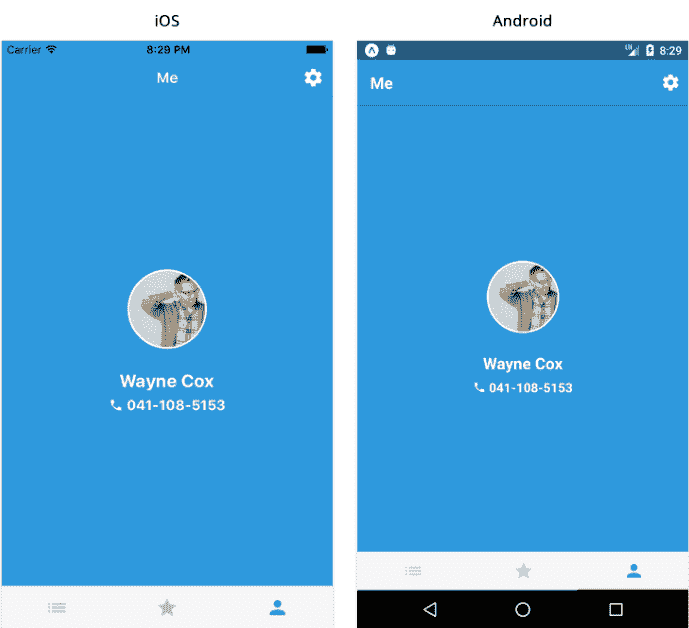 iOS
Android
Carrier 8:29 PM
8:29
Me
Me
Wayne Cox
041-108-5153
Wayne Cox
041-108-5153